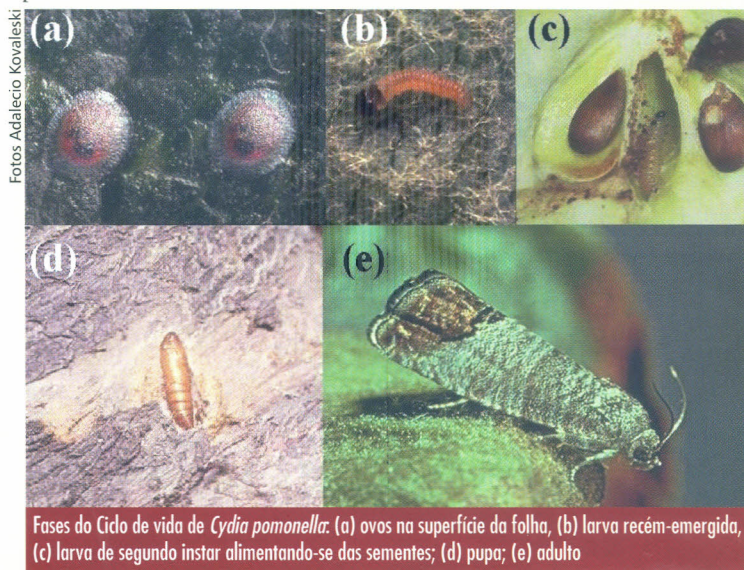 Fotos Adalecio Kovaleski
(a)
(b)
(c)
(d)
(e)
Fases do Ciclo de vida de Cydia pomonella: (a) ovos na superfície da folha, (b) larva recém-emergida,
(c) larva de segundo instar alimentando-se das sementes; (d) pupa; (e) adulto